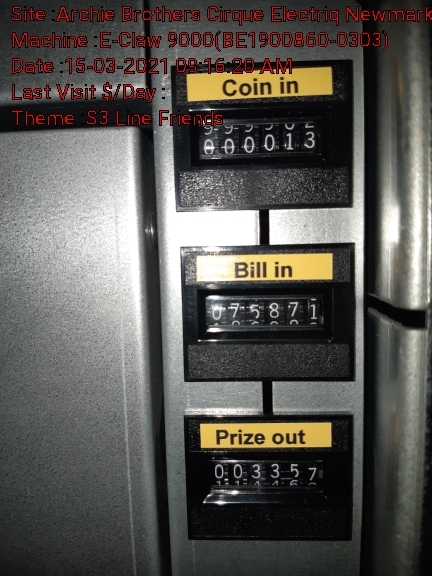 Site :Archie Brothers Cirque Electriq Newmark
Machine :E-Claw 9000(BE1900860-0303)
Date :15-03-2021 09:16:20 AM
Last Visit $/Day :
Theme :S3 Line Friends
Coin in
000013
Bill in
075871
Prize out
003357